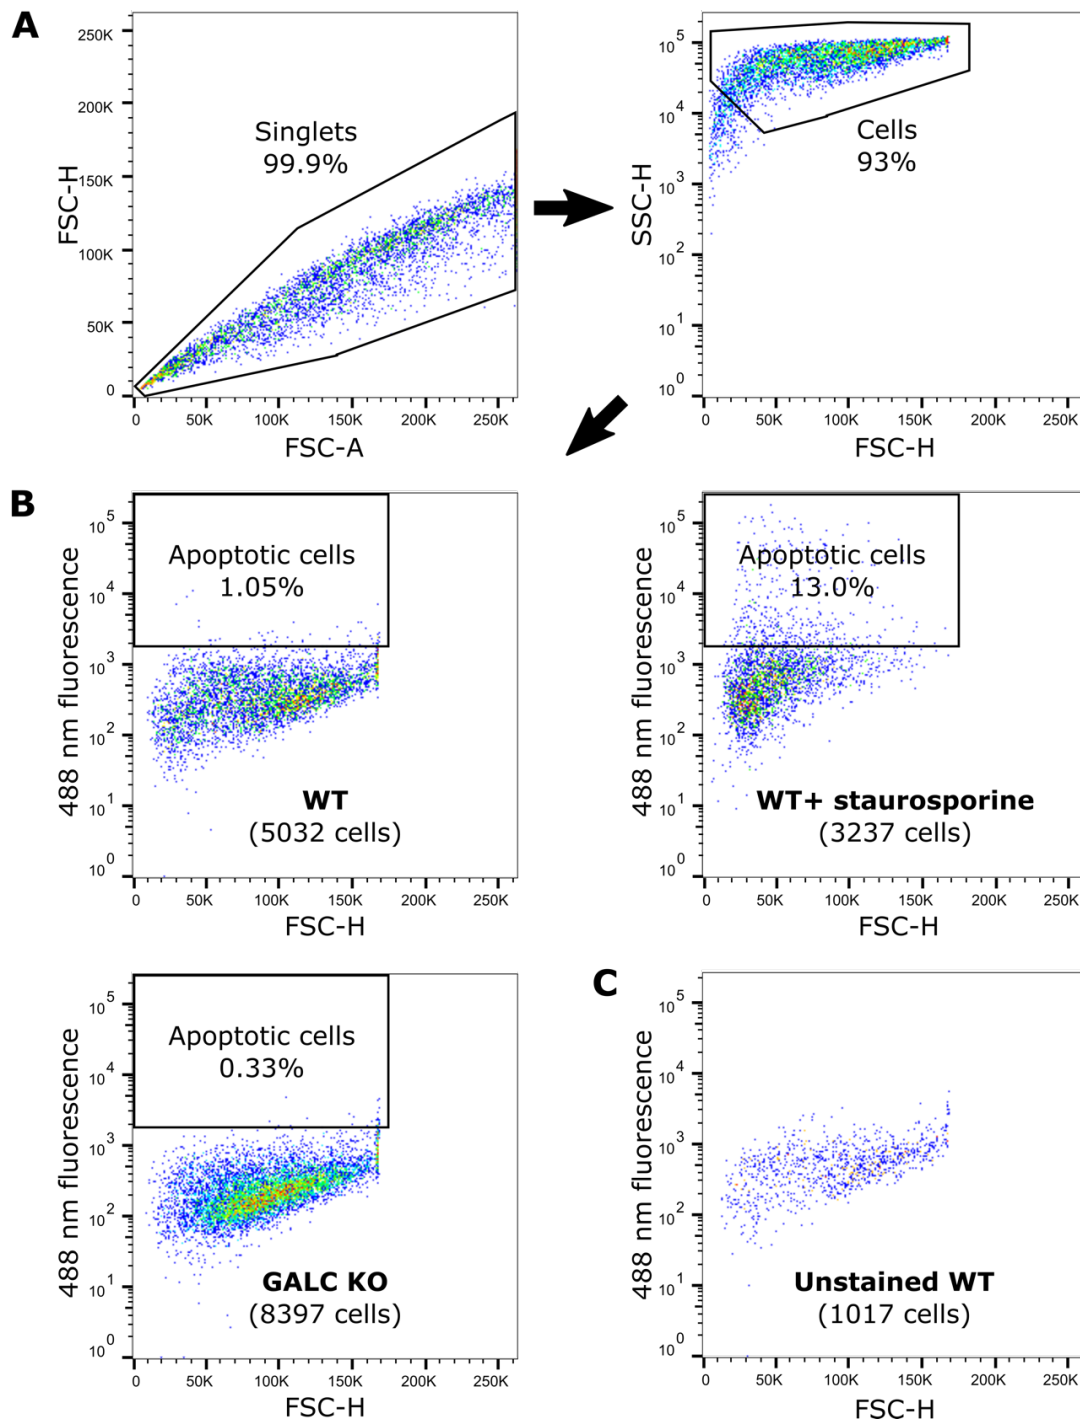 A
250K
200K
150K
100K
50K
0
FSC-H
Singlets
99.9%
0 50K 100K 150K 200K 250K
FSC-A
10^5
10^4
10^3
10^2
10^1
10^0
SSC-H
Cells
93%
0 50K 100K 150K 200K 250K
FSC-H
B
10^5
10^4
10^3
10^2
10^1
10^0
488 nm fluorescence
Apoptotic cells
1.05%
WT
(5032 cells)
0 50K 100K 150K 200K 250K
FSC-H
10^5
10^4
10^3
10^2
10^1
10^0
488 nm fluorescence
Apoptotic cells
13.0%
WT+ staurosporine
(3237 cells)
0 50K 100K 150K 200K 250K
FSC-H
10^5
10^4
10^3
10^2
10^1
10^0
488 nm fluorescence
Apoptotic cells
0.33%
GALC KO
(8397 cells)
0 50K 100K 150K 200K 250K
FSC-H
C
10^5
10^4
10^3
10^2
10^1
10^0
488 nm fluorescence
Unstained WT
(1017 cells)
0 50K 100K 150K 200K 250K
FSC-H